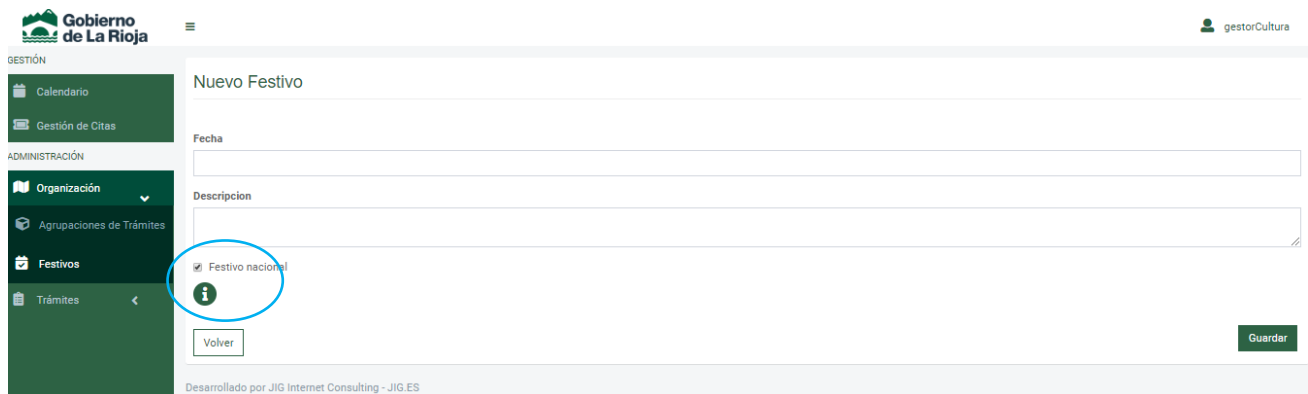 Gobierno
de La Rioja
gestorCultura
GESTIÓN
Calendario
Gestión de Citas
ADMINISTRACIÓN
Organización
Agrupaciones de Trámites
Festivos
Trámites
Nuevo Festivo
Fecha
Descripcion
Festivo nacional
i
Volver
Guardar
Desarrollado por JIG Internet Consulting - JIG.ES